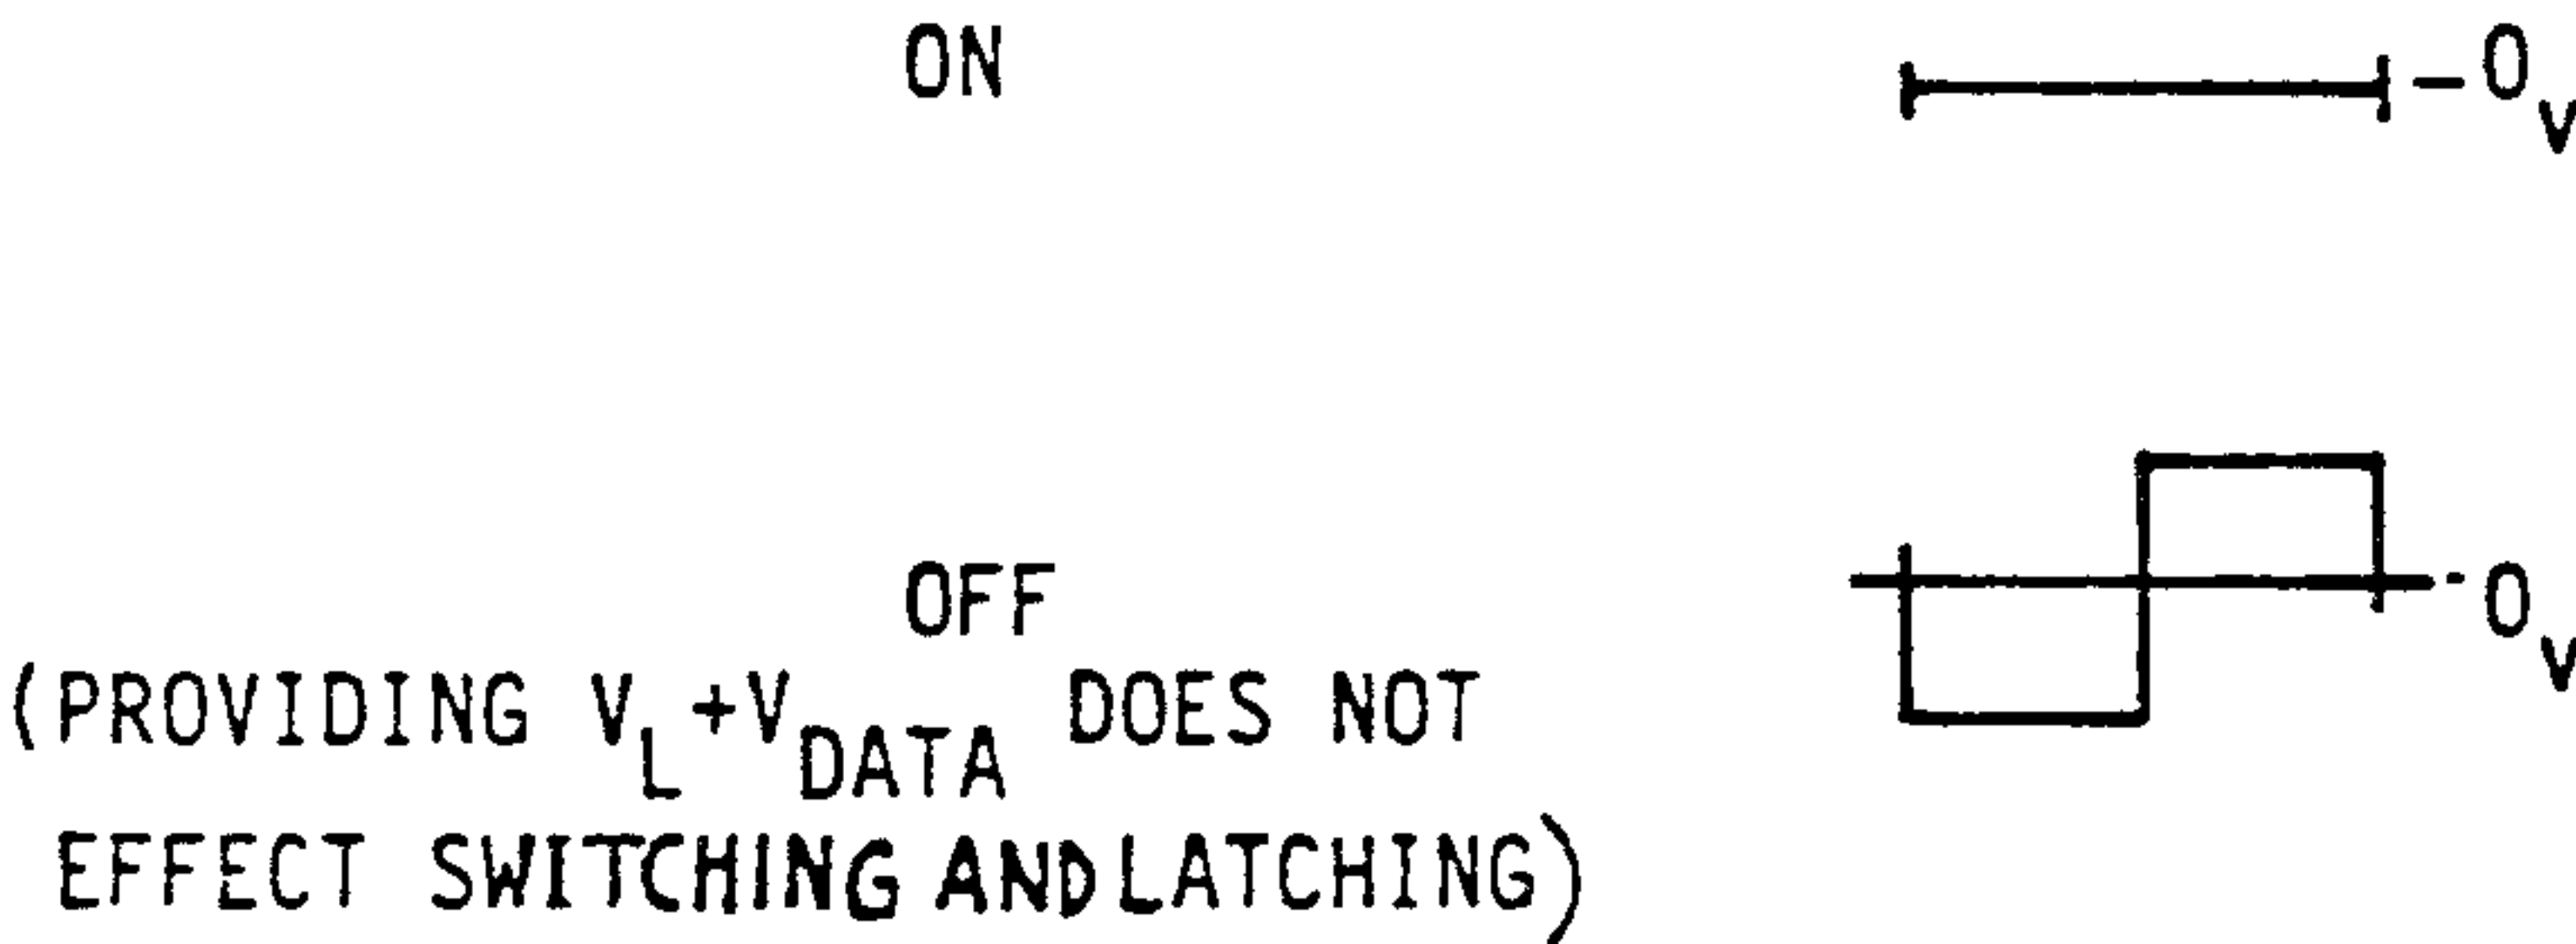 ON
-0V
OFF
-0V
(PROVIDING VL+VDATA DOES NOT
EFFECT SWITCHING AND LATCHING)